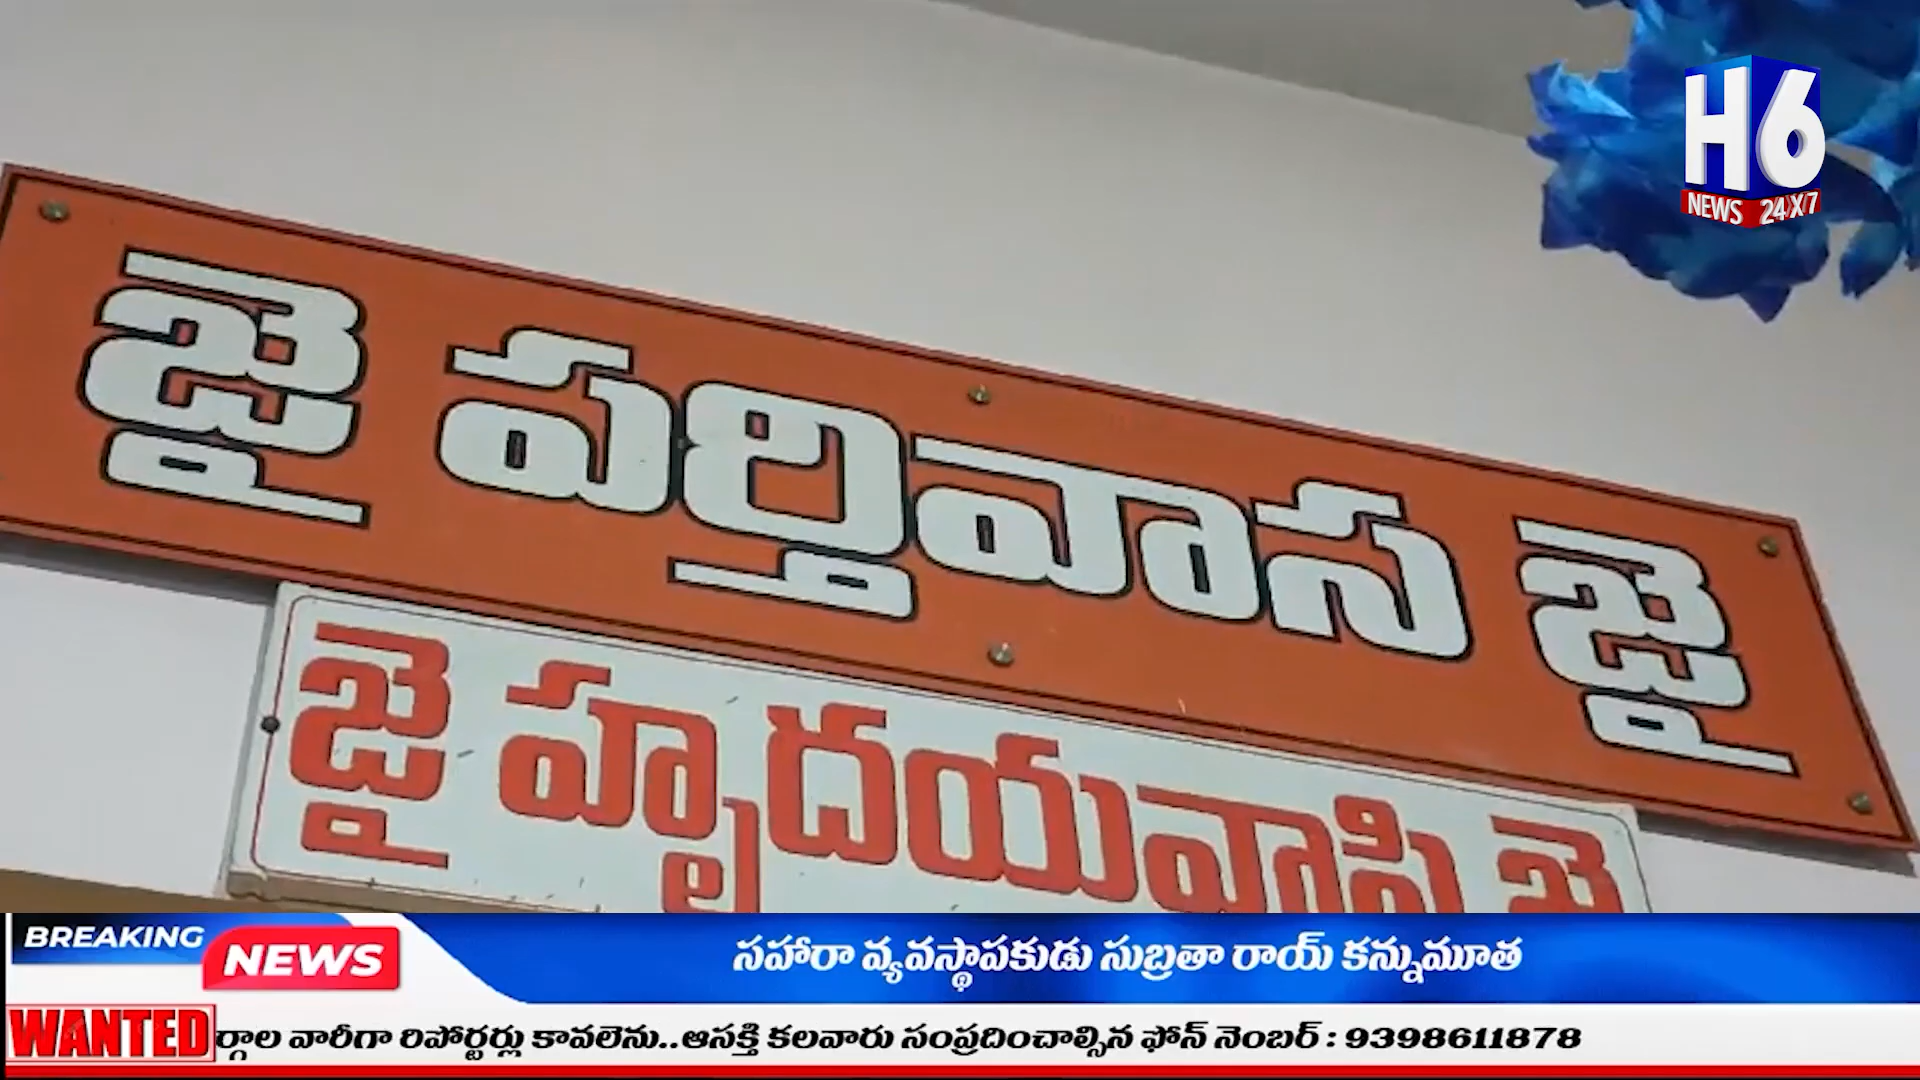 H6
NEWS 24X7
జై పర్తివాస జై
జై హృదయవాసి జై
BREAKING
NEWS
సహారా వ్యవస్థాపకుడు సుబ్రతా రాయ్ కన్నుమూత
WANTED
ర్గాల వారీగా రిపోర్టర్లు కావలెను..ఆసక్తి కలవారు సంప్రదించాల్సిన ఫోన్ నెంబర్ : 9398611878